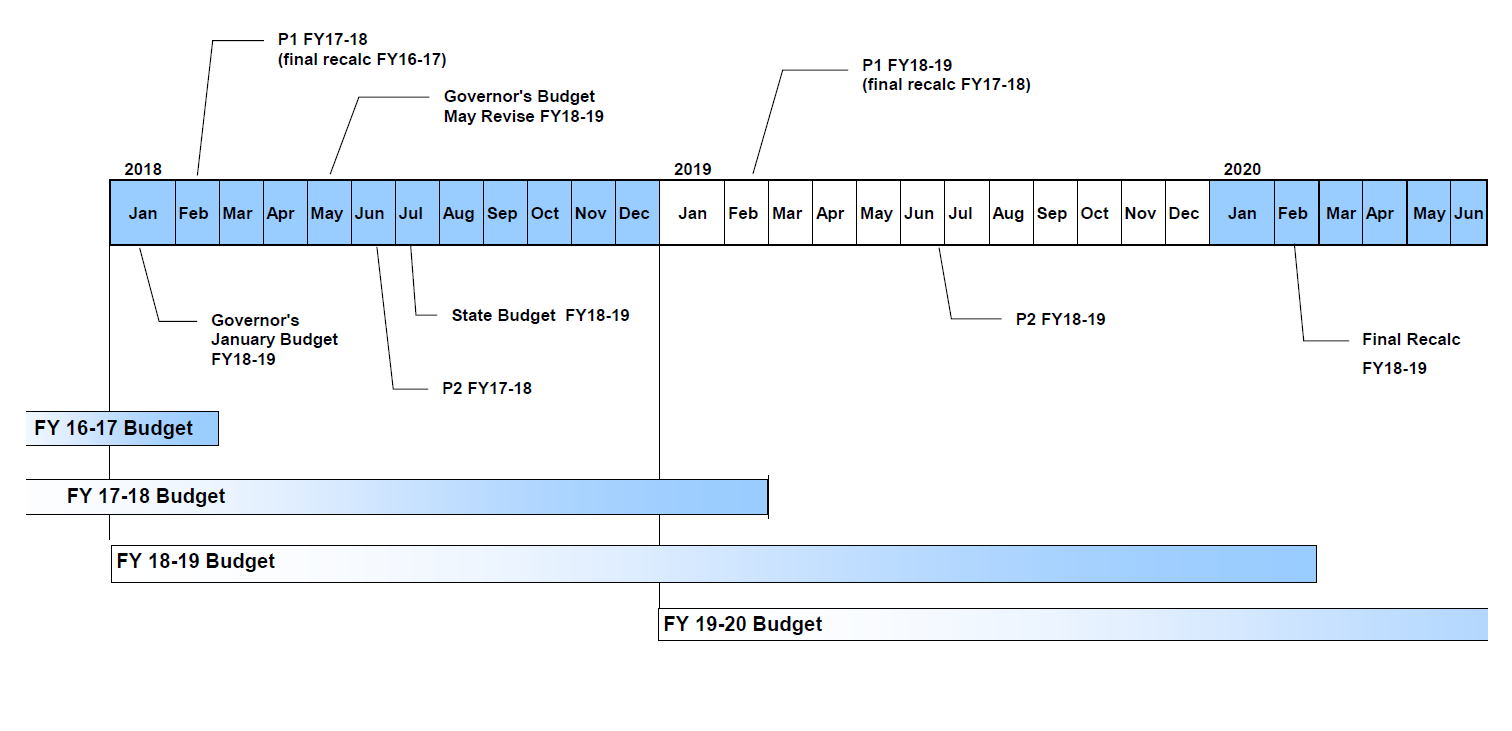 P1 FY17-18
(final recalc FY16-17)
P1 FY18-19
(final recalc FY17-18)
Governor's Budget
May Revise FY18-19
2018 2019 2020
Jan Feb Mar Apr May Jun Jul Aug Sep Oct Nov Dec Jan Feb Mar Apr May Jun Jul Aug Sep Oct Nov Dec Jan Feb Mar Apr May Jun
Governor's
January Budget
FY18-19
State Budget FY18-19
P2 FY17-18
P2 FY18-19
Final Recalc
FY18-19
FY 16-17 Budget
FY 17-18 Budget
FY 18-19 Budget
FY 19-20 Budget